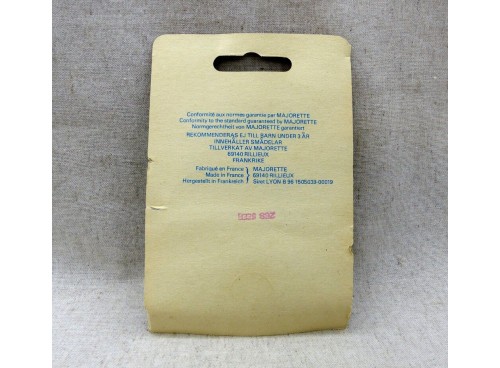 Conformité aux normes garantie par MAJORETTE
Conformity to the standard guaranteed by MAJORETTE
Normgerechtheit von MAJORETTE garantiert
REKOMMENDERAS EJ TILL BARN UNDER 3 ÅR
INNEHÅLLER SMÅDELAR
TILLVERKAT AV MAJORETTE
69140 RILLIEUX
FRANKRIKE
Fabriqué en France } MAJORETTE
Made in France } 69140 RILLIEUX
Hergestellt in Frankreich } Siret LYON B 96 1505039-00019